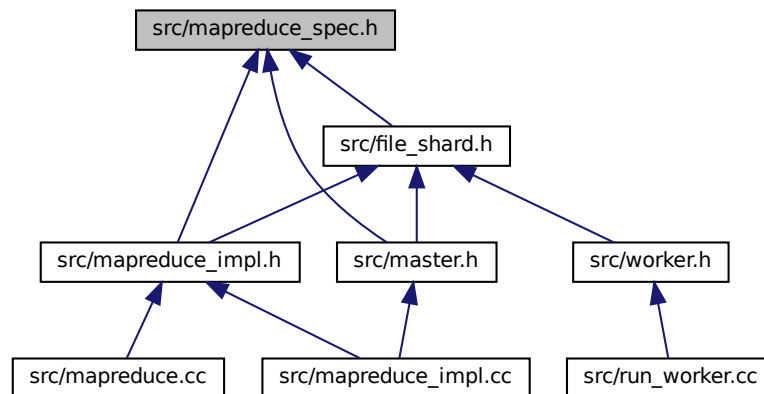 src/mapreduce_spec.h
src/file_shard.h
src/mapreduce_impl.h
src/master.h
src/worker.h
src/mapreduce.cc
src/mapreduce_impl.cc
src/run_worker.cc